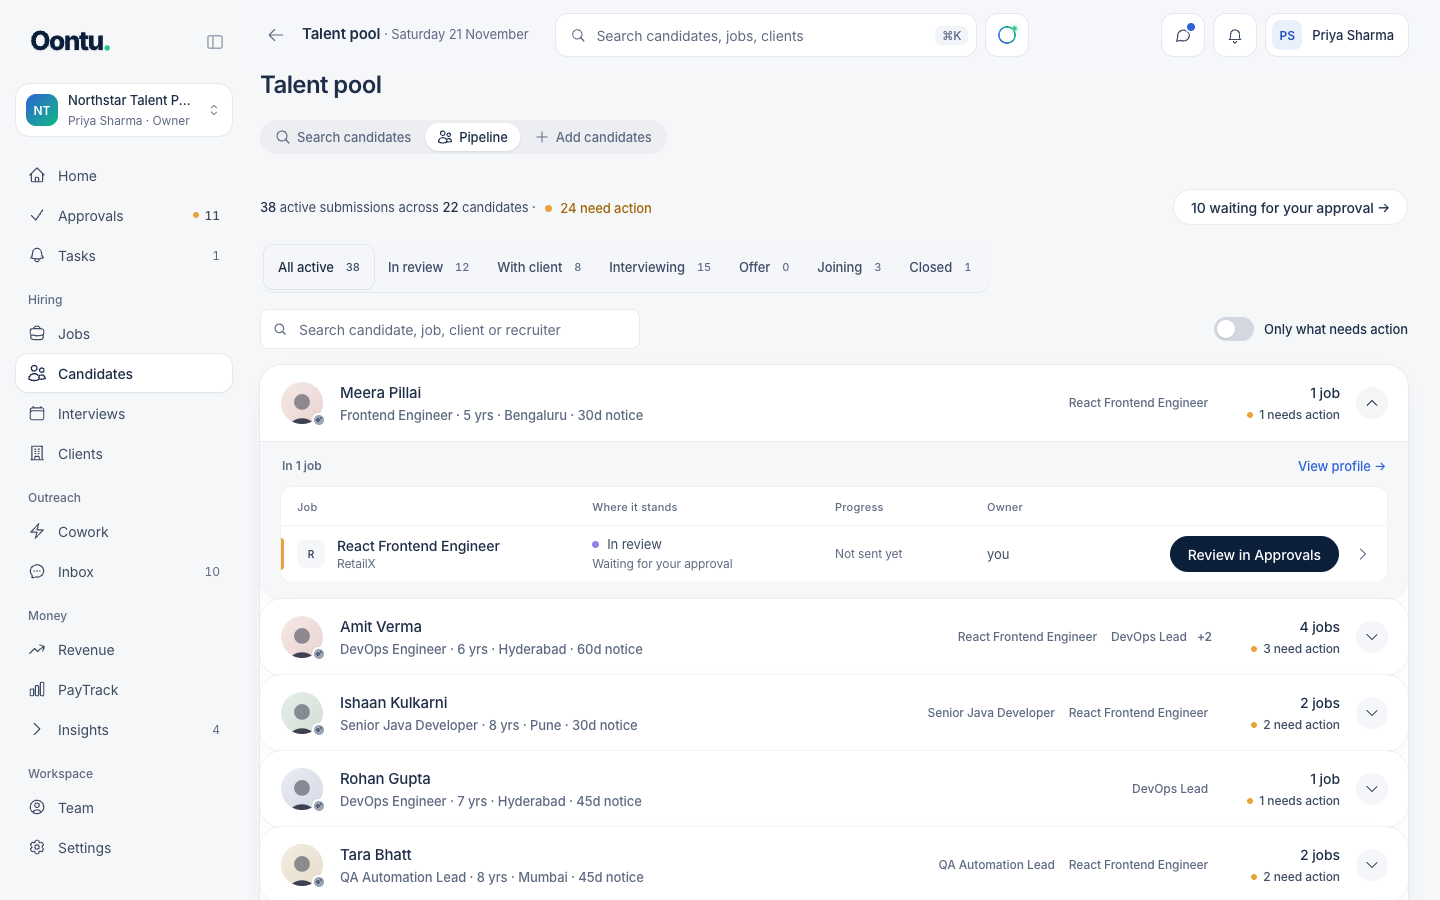 Oontu.
NT
Northstar Talent P...
Priya Sharma · Owner
Home
Approvals 11
Tasks 1
Hiring
Jobs
Candidates
Interviews
Clients
Outreach
Cowork
Inbox 10
Money
Revenue
PayTrack
Insights 4
Workspace
Team
Settings
← Talent pool · Saturday 21 November
Search candidates, jobs, clients ⌘K
PS Priya Sharma
Talent pool
Search candidates Pipeline + Add candidates
38 active submissions across 22 candidates · 24 need action
10 waiting for your approval →
All active 38 In review 12 With client 8 Interviewing 15 Offer 0 Joining 3 Closed 1
Search candidate, job, client or recruiter
Only what needs action
Meera Pillai
Frontend Engineer · 5 yrs · Bengaluru · 30d notice
React Frontend Engineer
1 job
1 needs action
In 1 job
View profile →
Job Where it stands Progress Owner
R
React Frontend Engineer
RetailX
In review
Waiting for your approval
Not sent yet
you
Review in Approvals
Amit Verma
DevOps Engineer · 6 yrs · Hyderabad · 60d notice
React Frontend Engineer DevOps Lead +2
4 jobs
3 need action
Ishaan Kulkarni
Senior Java Developer · 8 yrs · Pune · 30d notice
Senior Java Developer React Frontend Engineer
2 jobs
2 need action
Rohan Gupta
DevOps Engineer · 7 yrs · Hyderabad · 45d notice
DevOps Lead
1 job
1 needs action
Tara Bhatt
QA Automation Lead · 8 yrs · Mumbai · 45d notice
QA Automation Lead React Frontend Engineer
2 jobs
2 need action